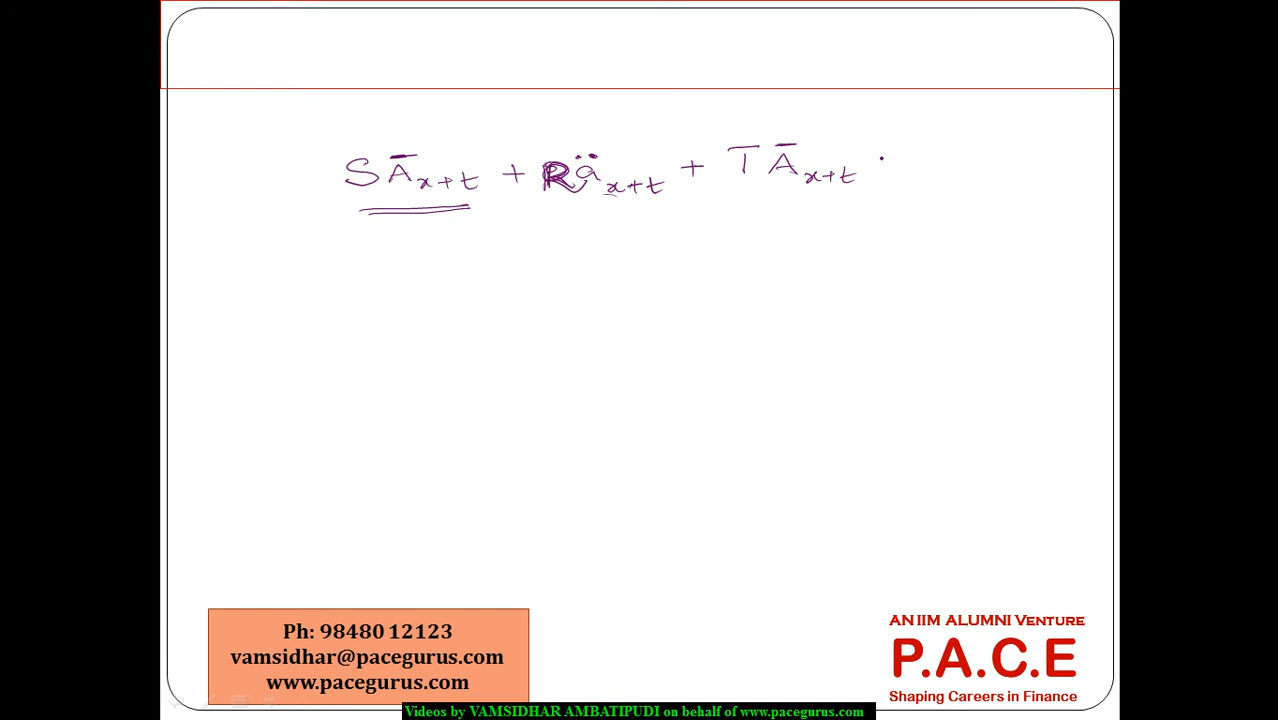 SĀx+t + Räx+t + TĀx+t .
Ph: 98480 12123
vamsidhar@pacegurus.com
www.pacegurus.com
AN IIM ALUMNI VENTURE
P.A.C.E
Shaping Careers in Finance
Videos by VAMSIDHAR AMBATIPUDI on behalf of www.pacegurus.com